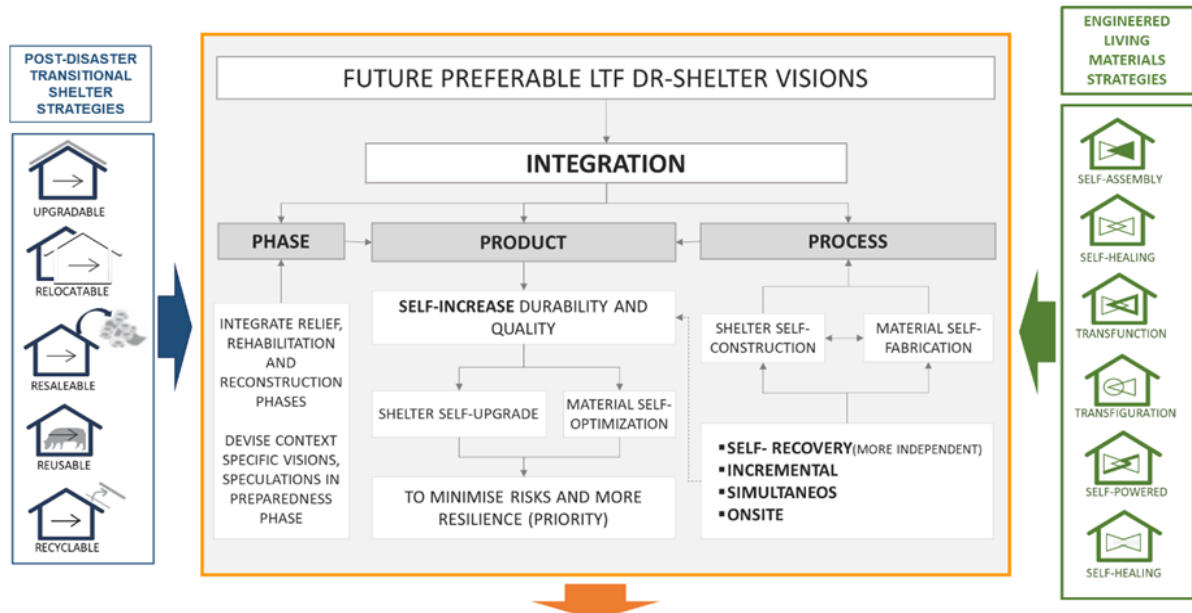 POST-DISASTER
TRANSITIONAL
SHELTER
STRATEGIES
UPGRADABLE
RELOCATABLE
RESALEABLE
REUSABLE
RECYCLABLE
FUTURE PREFERABLE LTF DR-SHELTER VISIONS
INTEGRATION
PHASE
PRODUCT
PROCESS
INTEGRATE RELIEF,
REHABILITATION
AND
RECONSTRUCTION
PHASES
DEVISE CONTEXT
SPECIFIC VISIONS,
SPECULATIONS IN
PREPAREDNESS
PHASE
SELF-INCREASE DURABILITY AND
QUALITY
SHELTER SELF-UPGRADE
MATERIAL SELF-
OPTIMIZATION
TO MINIMISE RISKS AND MORE
RESILIENCE (PRIORITY)
SHELTER SELF-
CONSTRUCTION
MATERIAL SELF-
FABRICATION
▪SELF- RECOVERY(MORE INDEPENDENT)
▪INCREMENTAL
▪SIMULTANEOS
▪ONSITE
ENGINEERED
LIVING
MATERIALS
STRATEGIES
SELF-ASSEMBLY
SELF-HEALING
TRANSFUNCTION
TRANSFIGURATION
SELF-POWERED
SELF-HEALING